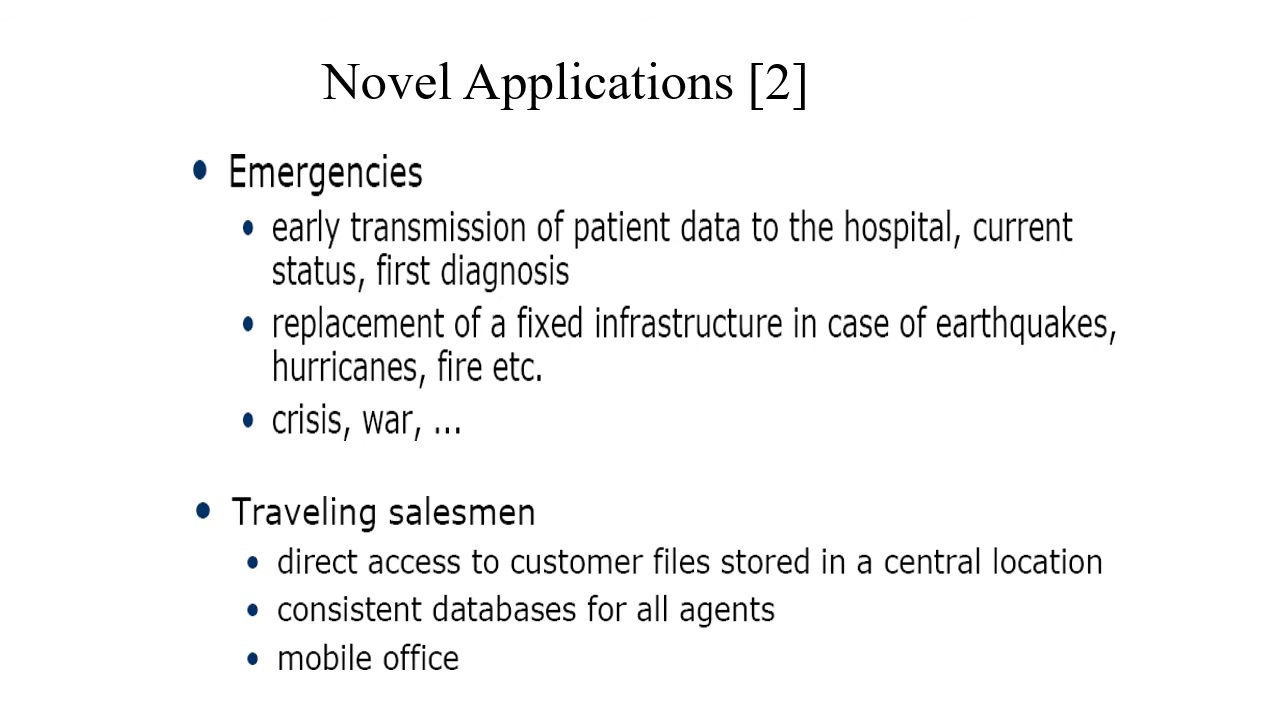 Novel Applications [2]
• Emergencies
• early transmission of patient data to the hospital, current
status, first diagnosis
• replacement of a fixed infrastructure in case of earthquakes,
hurricanes, fire etc.
• crisis, war, ...
• Traveling salesmen
• direct access to customer files stored in a central location
• consistent databases for all agents
• mobile office